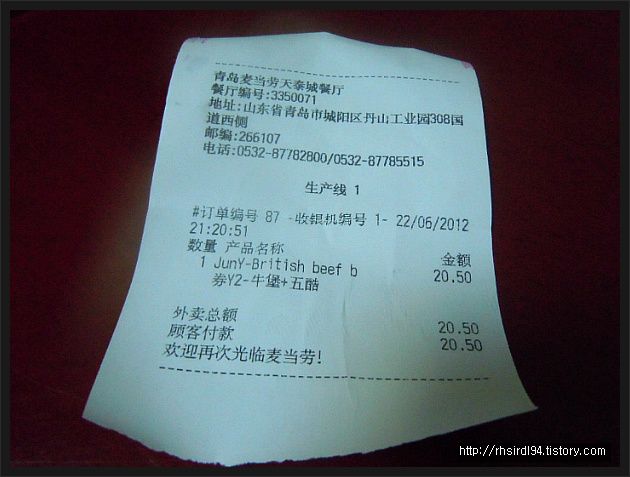 青岛麦当劳天泰城餐厅
餐厅编号:3350071
地址:山东省青岛市城阳区丹山工业园308国
道西侧
邮编:266107
电话:0532-87782800/0532-87785515
生产线 1
#订单编号 87 -收银机编号 1- 22/06/2012
21:20:51
数量 产品名称 金额
1 JunY-British beef b 20.50
券Y2-牛堡+五酷
外卖总额 20.50
顾客付款 20.50
欢迎再次光临麦当劳!
http://rhsirdl94.tistory.com